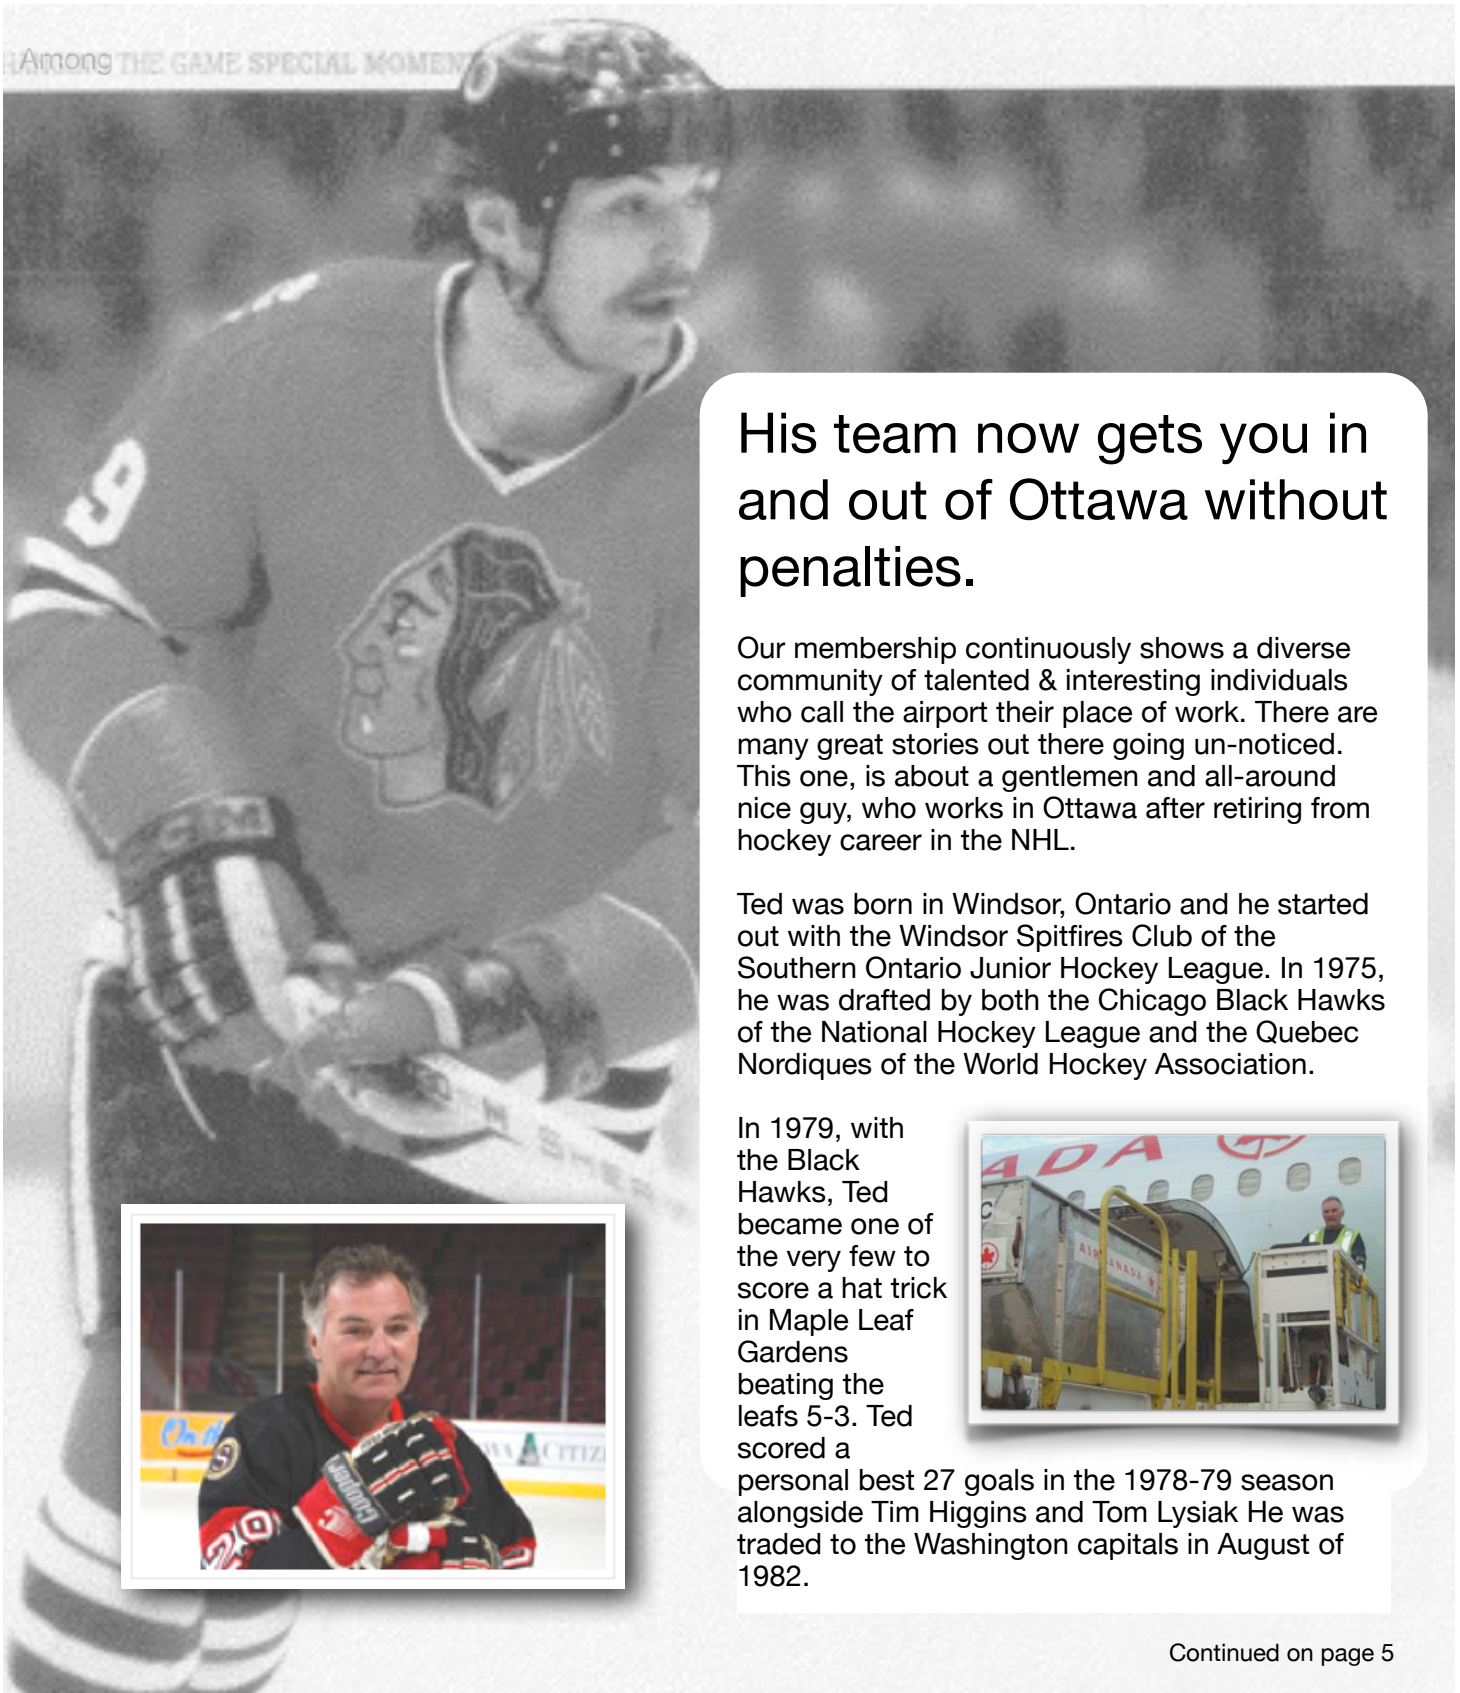 Among
THE GAME SPECIAL MOMENT
9
His team now gets you in
and out of Ottawa without
penalties.
Our membership continuously shows a diverse
community of talented & interesting individuals
who call the airport their place of work. There are
many great stories out there going un-noticed.
This one, is about a gentlemen and all-around
nice guy, who works in Ottawa after retiring from
hockey career in the NHL.
Ted was born in Windsor, Ontario and he started
out with the Windsor Spitfires Club of the
Southern Ontario Junior Hockey League. In 1975,
he was drafted by both the Chicago Black Hawks
of the National Hockey League and the Quebec
Nordiques of the World Hockey Association.
In 1979, with
the Black
Hawks, Ted
became one of
the very few to
score a hat trick
in Maple Leaf
Gardens
beating the
leafs 5-3. Ted
scored a
personal best 27 goals in the 1978-79 season
alongside Tim Higgins and Tom Lysiak He was
traded to the Washington capitals in August of
1982.
ADA
C
AIR CANADA
CCM
S
Cooper
CITIZ
20
Continued on page 5